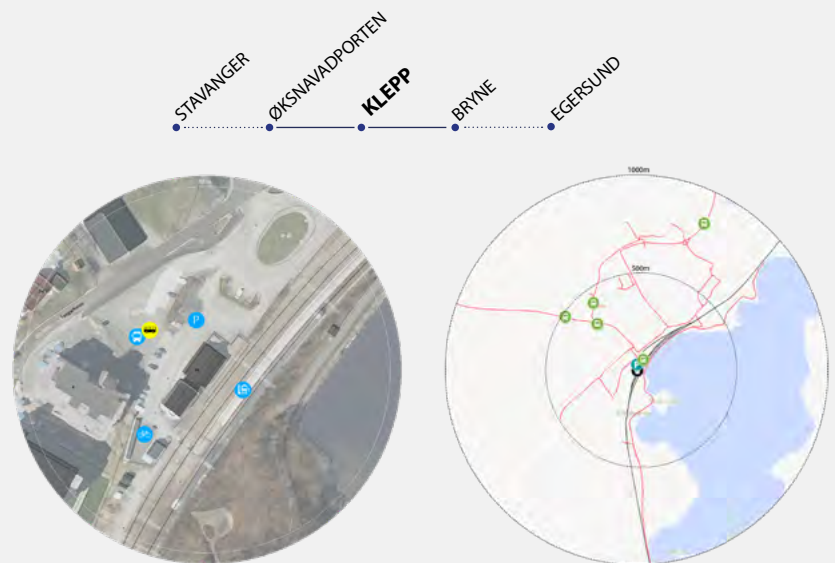 STAVANGER
ØKSNAVADPORTEN
KLEPP
BRYNE
EGERSUND
1000m
500m
P